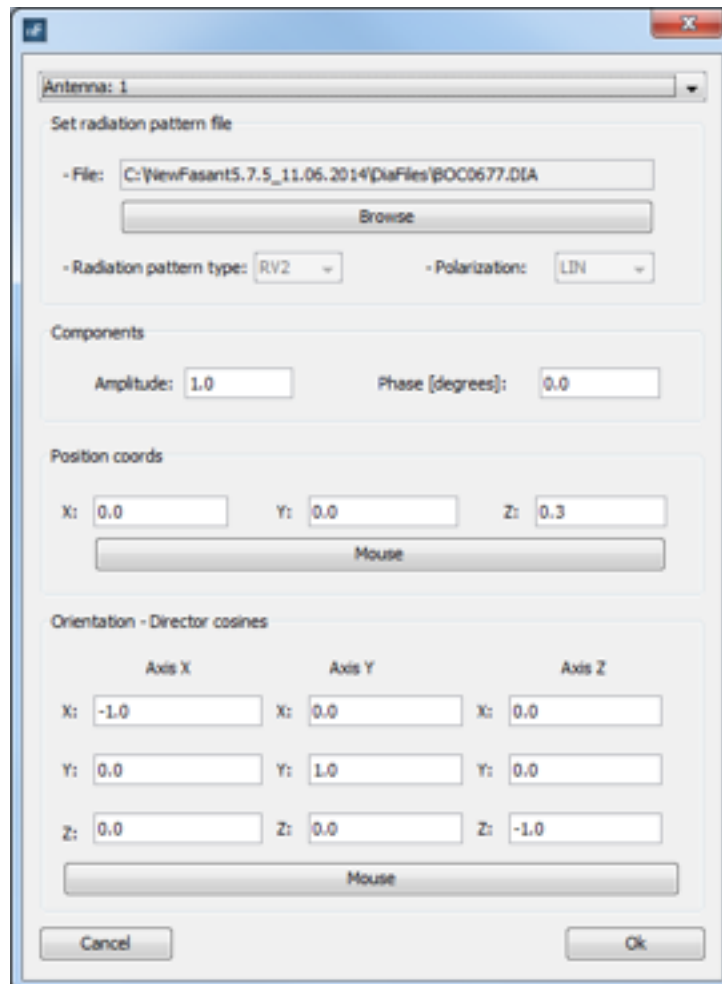 Antenna: 1
Set radiation pattern file
- File: C:\NewFasant5.7.5_11.06.2014\DiaFiles\BOC0677.DIA
Browse
- Radiation pattern type: RV2 - Polarization: LIN
Components
Amplitude: 1.0 Phase [degrees]: 0.0
Position coords
X: 0.0 Y: 0.0 Z: 0.3
Mouse
Orientation - Director cosines
Axis X Axis Y Axis Z
X: -1.0 X: 0.0 X: 0.0
Y: 0.0 Y: 1.0 Y: 0.0
Z: 0.0 Z: 0.0 Z: -1.0
Mouse
Cancel Ok